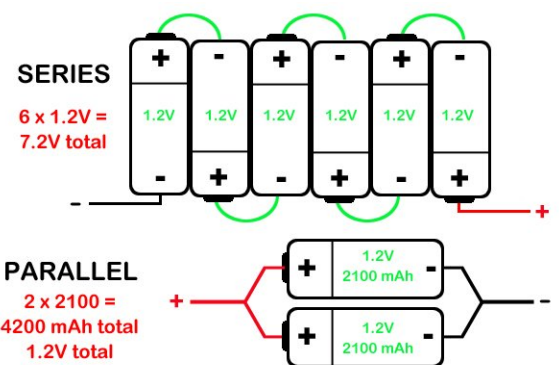 SERIES
6 x 1.2V =
7.2V total
+ - + - + -
1.2V 1.2V 1.2V 1.2V 1.2V 1.2V
- + - + - +
-
+
PARALLEL
2 x 2100 =
4200 mAh total
1.2V total
+
+ 1.2V -
2100 mAh
-
+ 1.2V -
2100 mAh